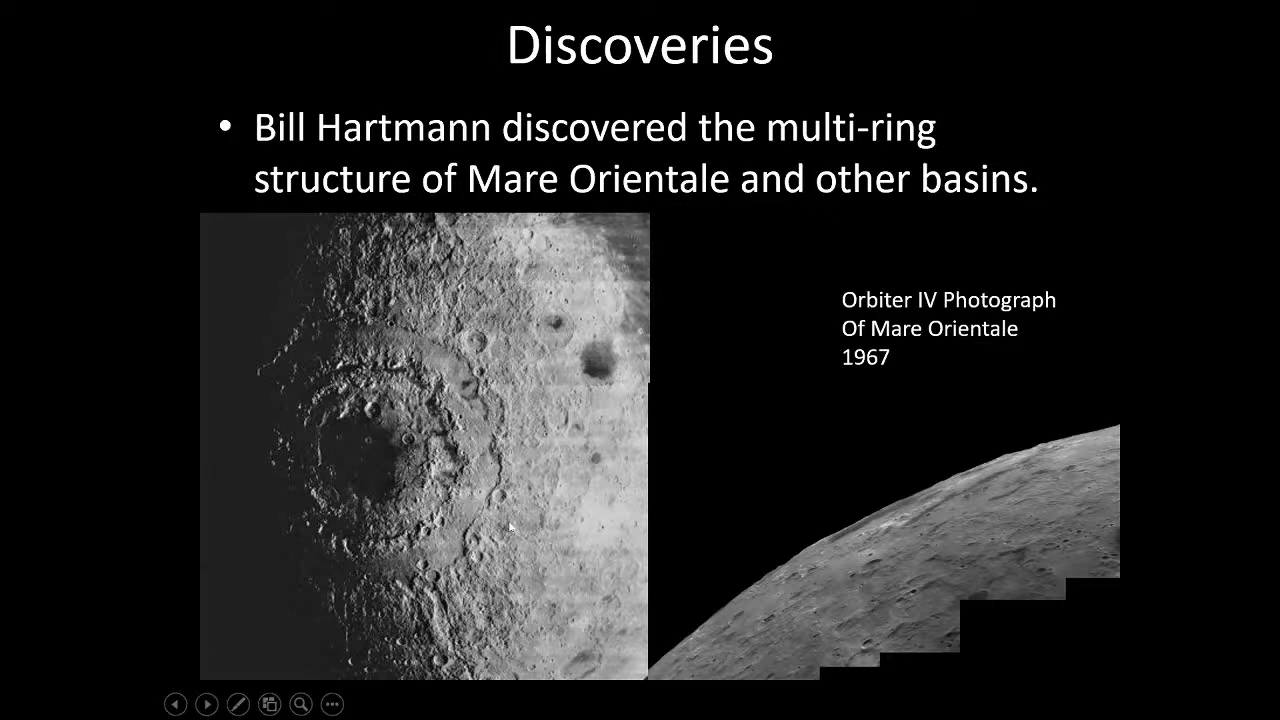 Discoveries
• Bill Hartmann discovered the multi-ring
structure of Mare Orientale and other basins.
Orbiter IV Photograph
Of Mare Orientale
1967